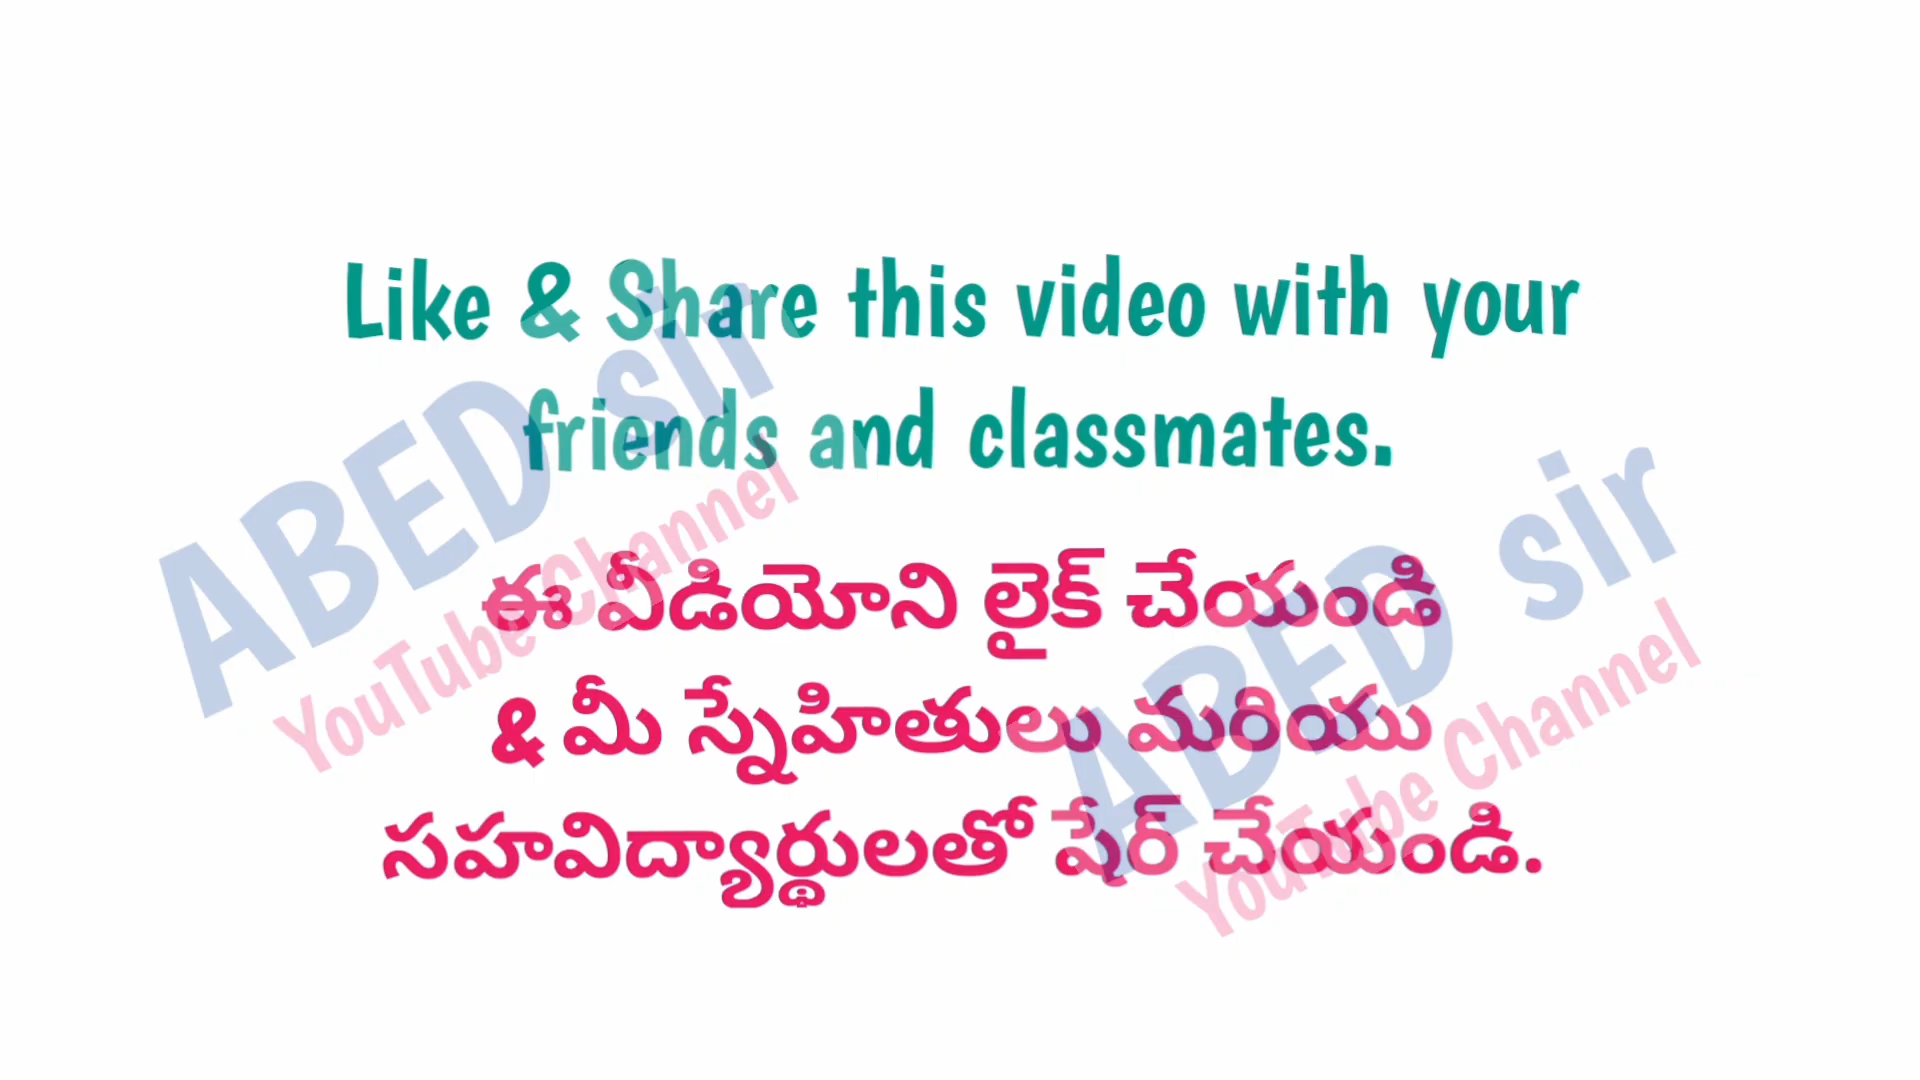 Like & Share this video with your
friends and classmates.
ఈ వీడియోని లైక్ చేయండి
& మీ స్నేహితులు మరియు
సహవిద్యార్థులతో షేర్ చేయండి.
ABED sir
YouTube Channel
ABED sir
YouTube Channel